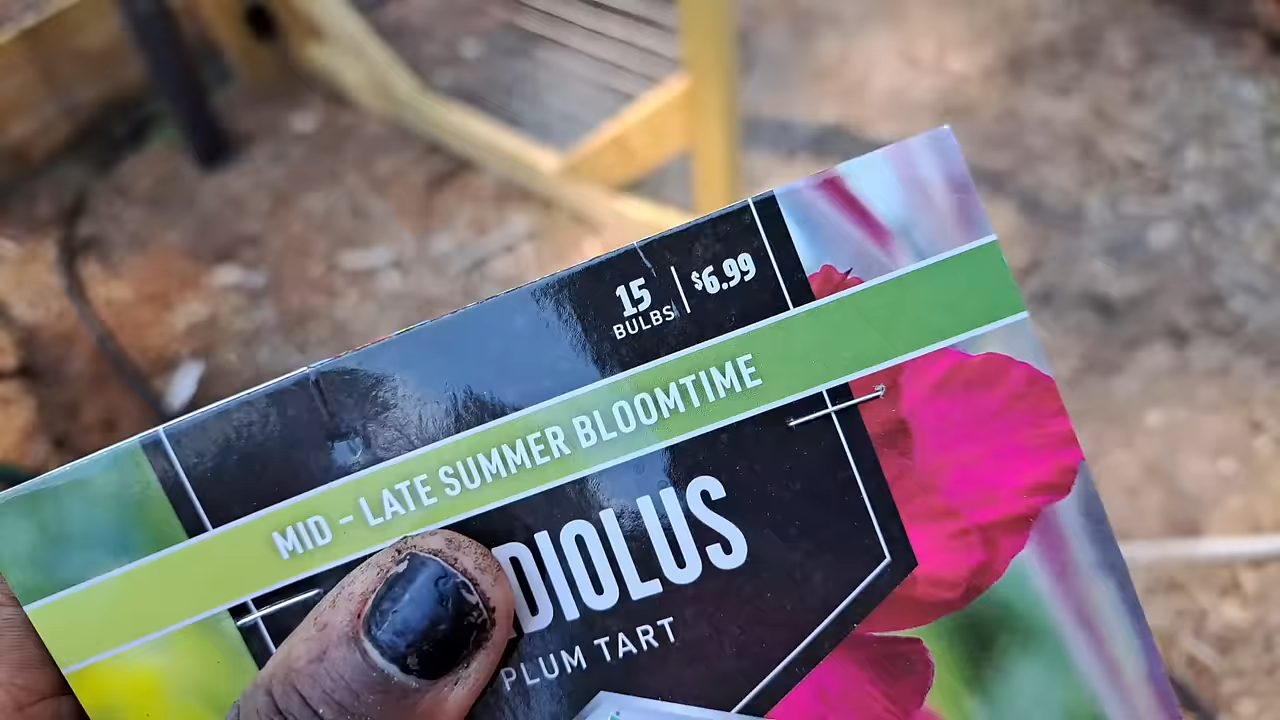 15
BULBS
$6.99
MID - LATE SUMMER BLOOMTIME
DIOLUS
PLUM TART